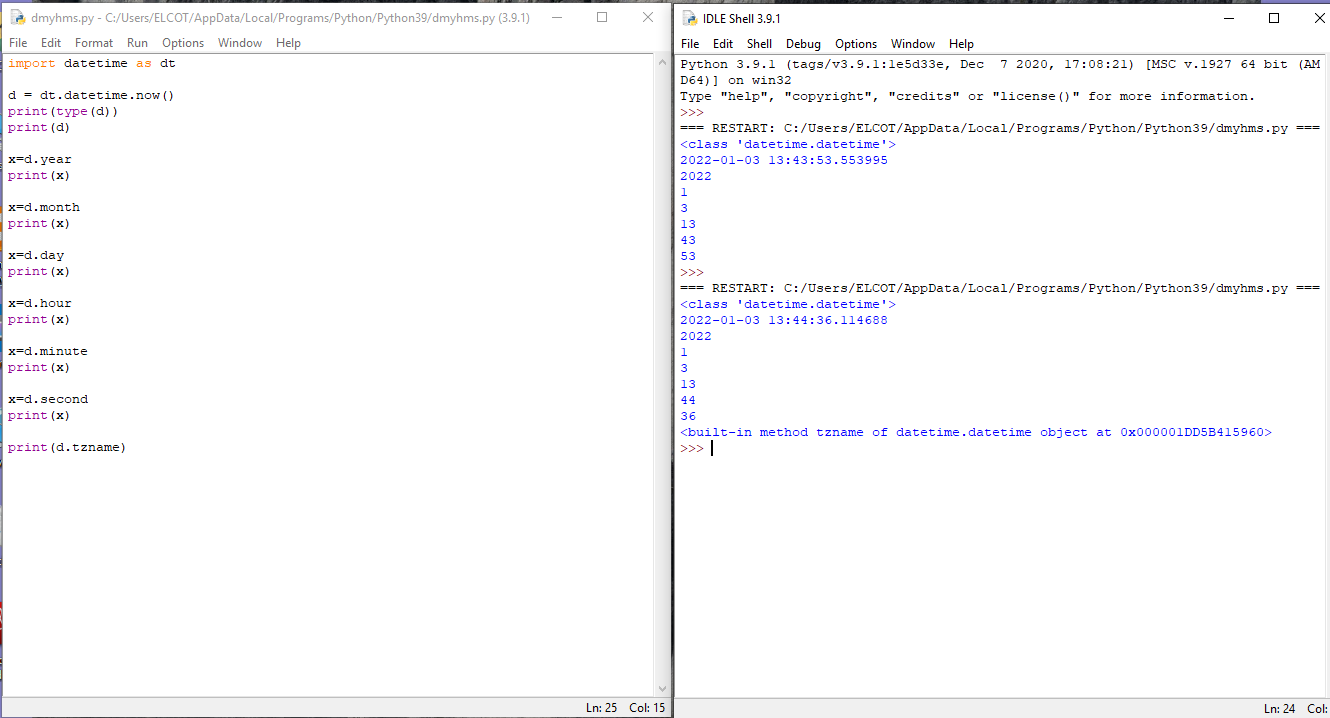 dmyhms.py - C:/Users/ELCOT/AppData/Local/Programs/Python/Python39/dmyhms.py (3.9.1)
File Edit Format Run Options Window Help
import datetime as dt
d = dt.datetime.now()
print(type(d))
print(d)
x=d.year
print(x)
x=d.month
print(x)
x=d.day
print(x)
x=d.hour
print(x)
x=d.minute
print(x)
x=d.second
print(x)
print(d.tzname)
Ln: 25 Col: 15
IDLE Shell 3.9.1
File Edit Shell Debug Options Window Help
Python 3.9.1 (tags/v3.9.1:1e5d33e, Dec  7 2020, 17:08:21) [MSC v.1927 64 bit (AM
D64)] on win32
Type "help", "copyright", "credits" or "license()" for more information.
>>>
=== RESTART: C:/Users/ELCOT/AppData/Local/Programs/Python/Python39/dmyhms.py ===
<class 'datetime.datetime'>
2022-01-03 13:43:53.553995
2022
1
3
13
43
53
>>>
=== RESTART: C:/Users/ELCOT/AppData/Local/Programs/Python/Python39/dmyhms.py ===
<class 'datetime.datetime'>
2022-01-03 13:44:36.114688
2022
1
3
13
44
36
<built-in method tzname of datetime.datetime object at 0x000001DD5B415960>
>>>
Ln: 24 Col: